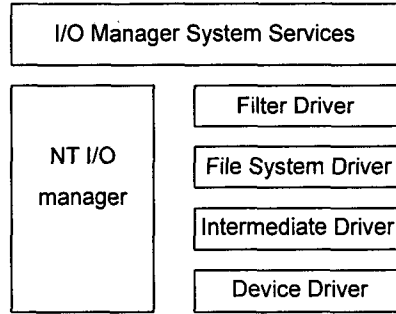 I/O Manager System Services
NT I/O
manager
Filter Driver
File System Driver
Intermediate Driver
Device Driver